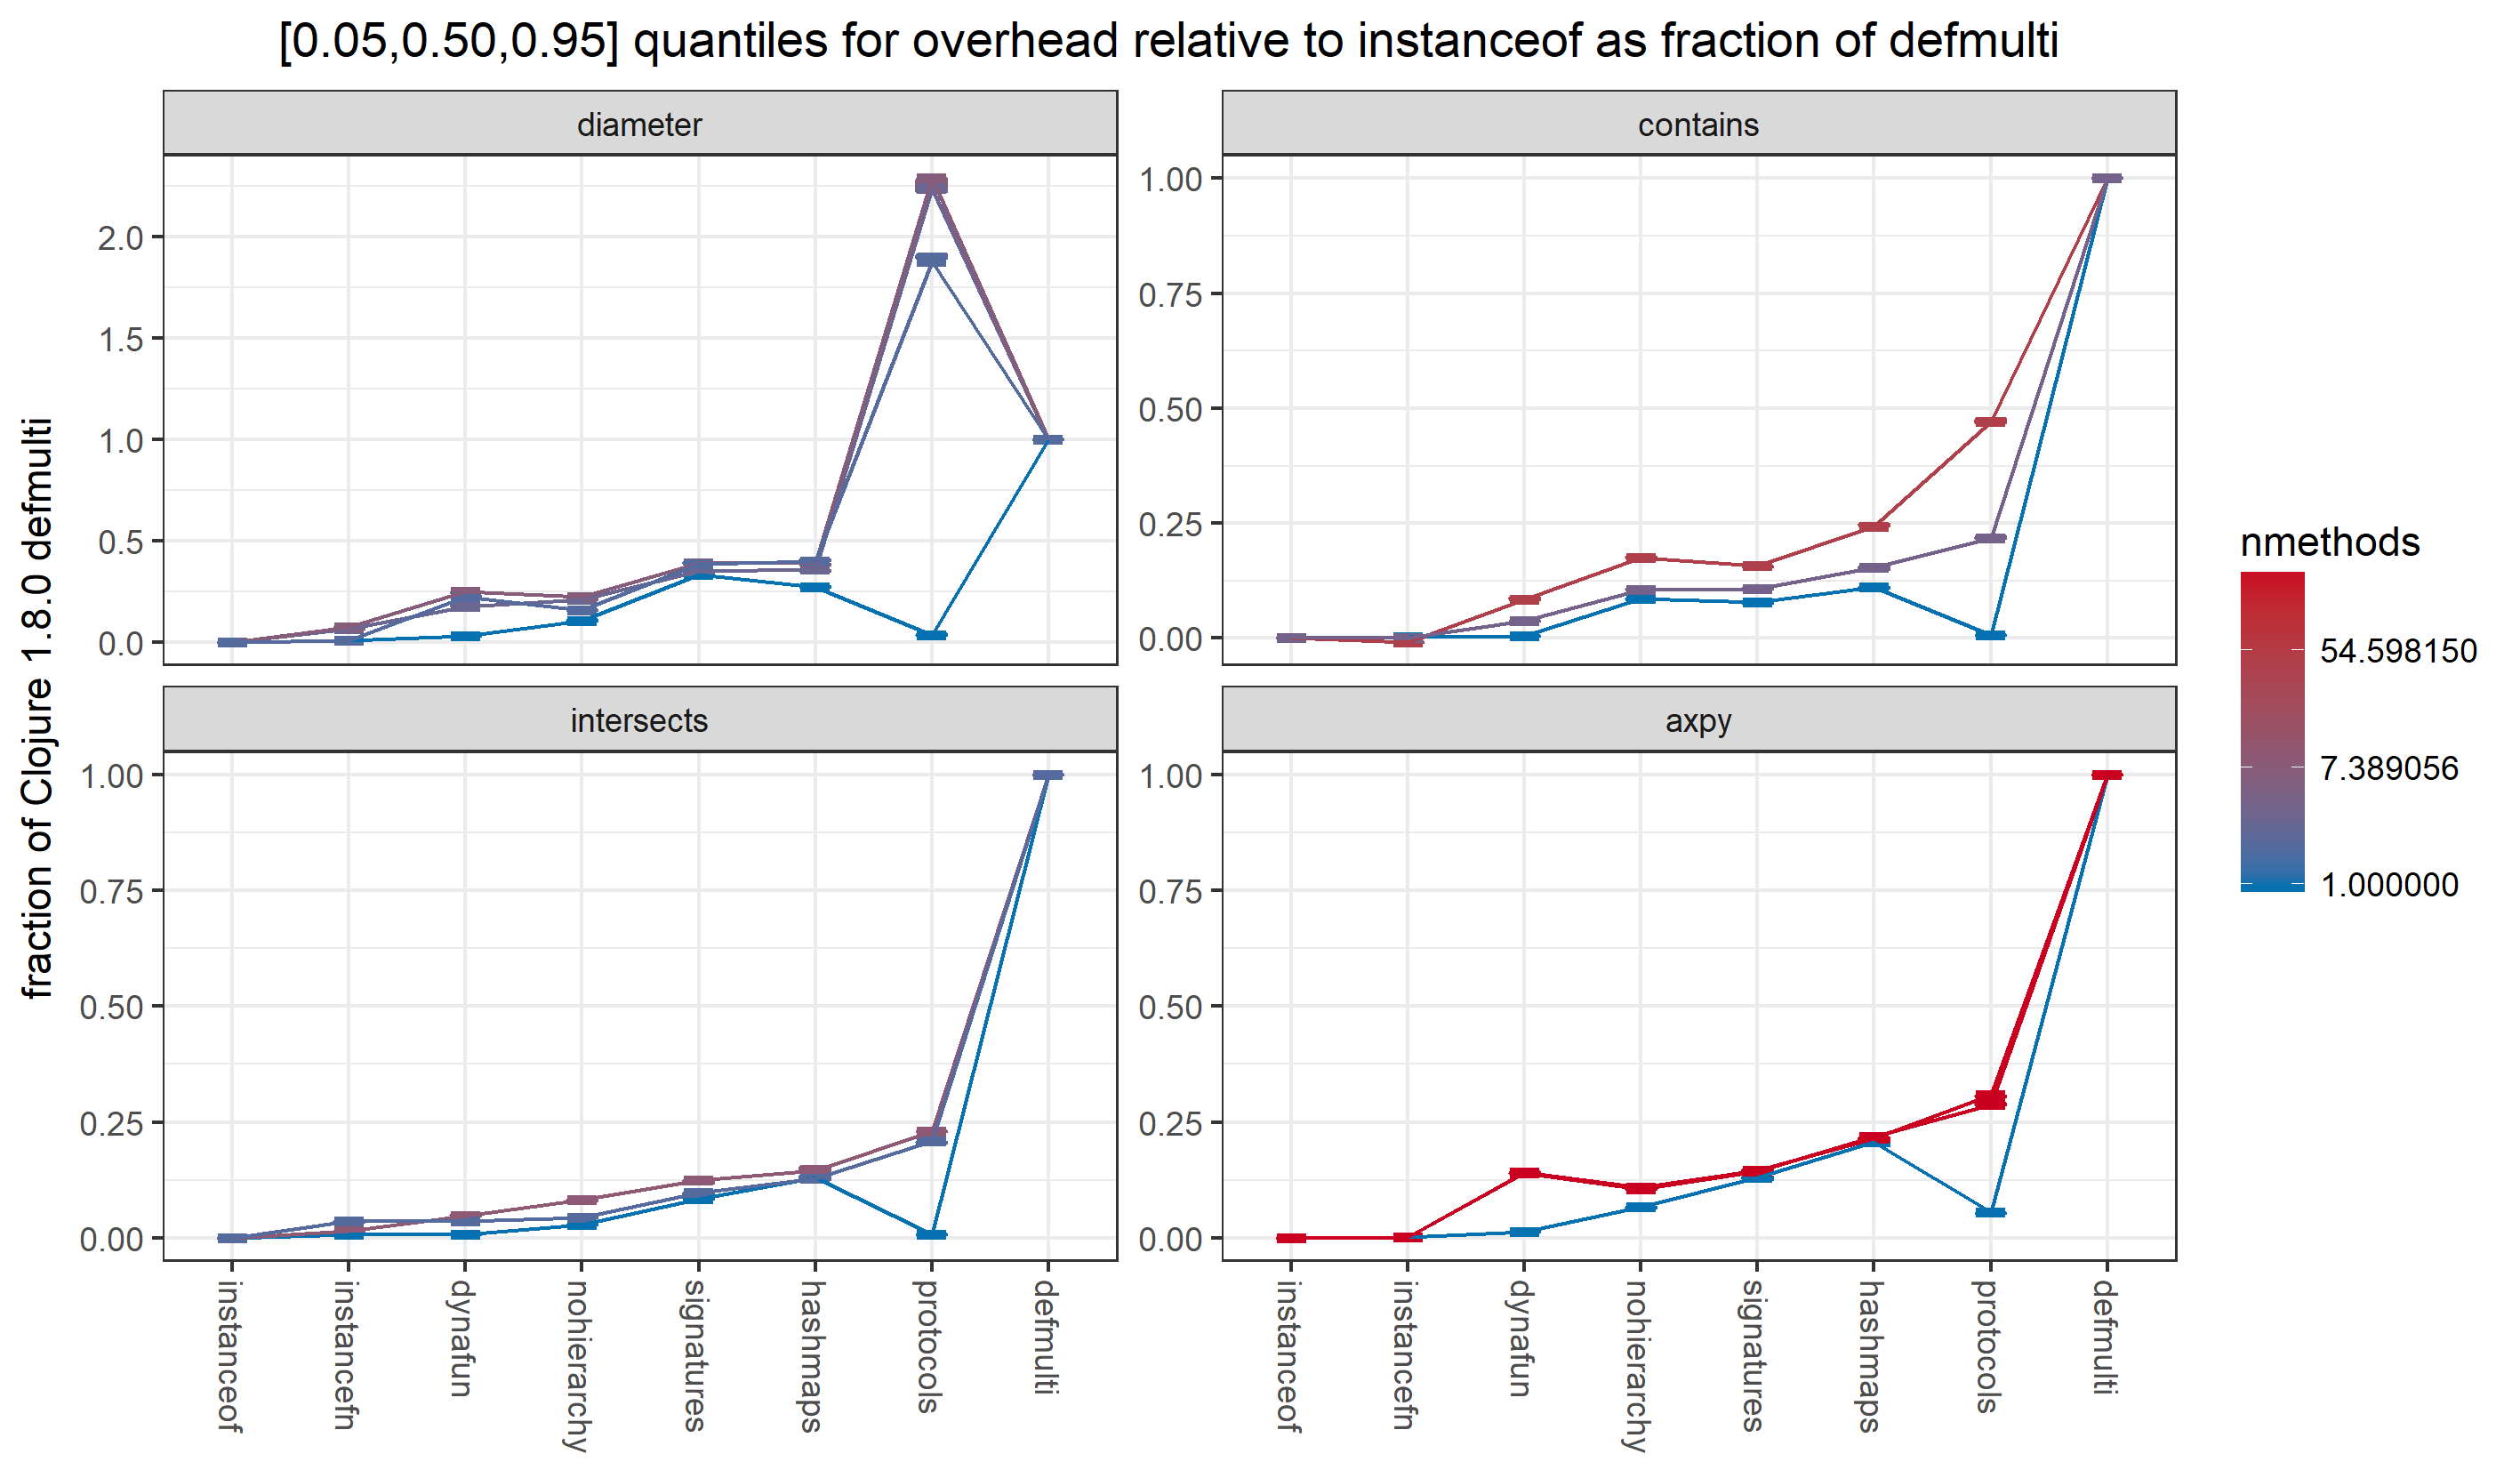 [0.05,0.50,0.95] quantiles for overhead relative to instanceof as fraction of defmulti
fraction of Clojure 1.8.0 defmulti
diameter
2.0
1.5
1.0
0.5
0.0
contains
1.00
0.75
0.50
0.25
0.00
intersects
1.00
0.75
0.50
0.25
0.00
axpy
1.00
0.75
0.50
0.25
0.00
instanceof
instancefn
dynafun
nohierarchy
signatures
hashmaps
protocols
defmulti
instanceof
instancefn
dynafun
nohierarchy
signatures
hashmaps
protocols
defmulti
nmethods
54.598150
7.389056
1.000000